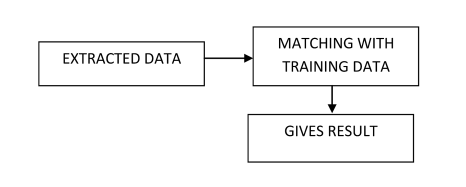 EXTRACTED DATA
MATCHING WITH
TRAINING DATA
GIVES RESULT